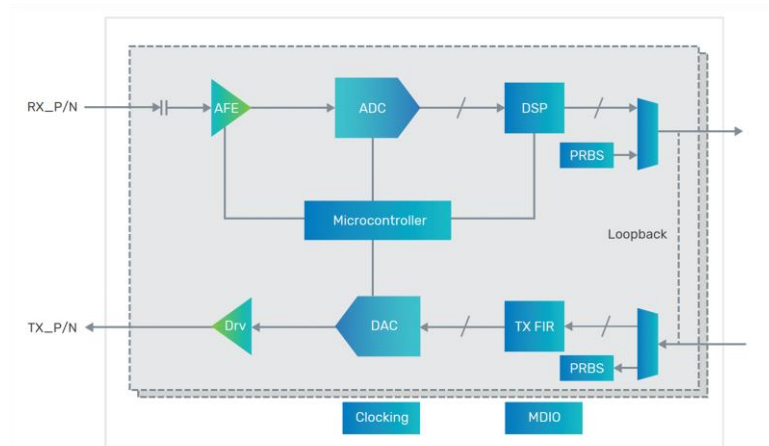 RX_P/N
AFE
ADC
DSP
PRBS
Microcontroller
Loopback
TX_P/N
Drv
DAC
TX FIR
PRBS
Clocking
MDIO